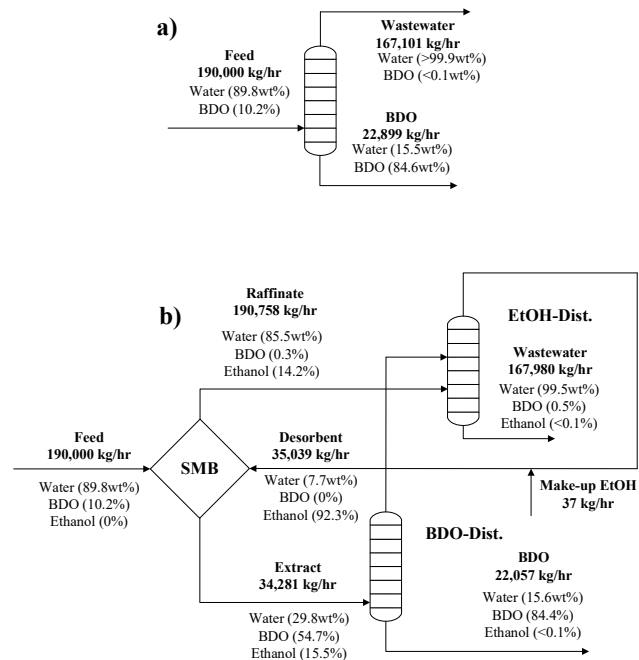 a)
Feed
190,000 kg/hr
Water (89.8wt%)
BDO (10.2%)
Wastewater
167,101 kg/hr
Water (>99.9wt%)
BDO (<0.1wt%)
BDO
22,899 kg/hr
Water (15.5wt%)
BDO (84.6wt%)
b)
Raffinate
190,758 kg/hr
Water (85.5wt%)
BDO (0.3%)
Ethanol (14.2%)
EtOH-Dist.
Wastewater
167,980 kg/hr
Water (99.5wt%)
BDO (0.5%)
Ethanol (<0.1%)
Feed
190,000 kg/hr
Water (89.8wt%)
BDO (10.2%)
Ethanol (0%)
SMB
Desorbent
35,039 kg/hr
Water (7.7wt%)
BDO (0%)
Ethanol (92.3%)
Make-up EtOH
37 kg/hr
BDO-Dist.
Extract
34,281 kg/hr
Water (29.8wt%)
BDO (54.7%)
Ethanol (15.5%)
BDO
22,057 kg/hr
Water (15.6wt%)
BDO (84.4%)
Ethanol (<0.1%)